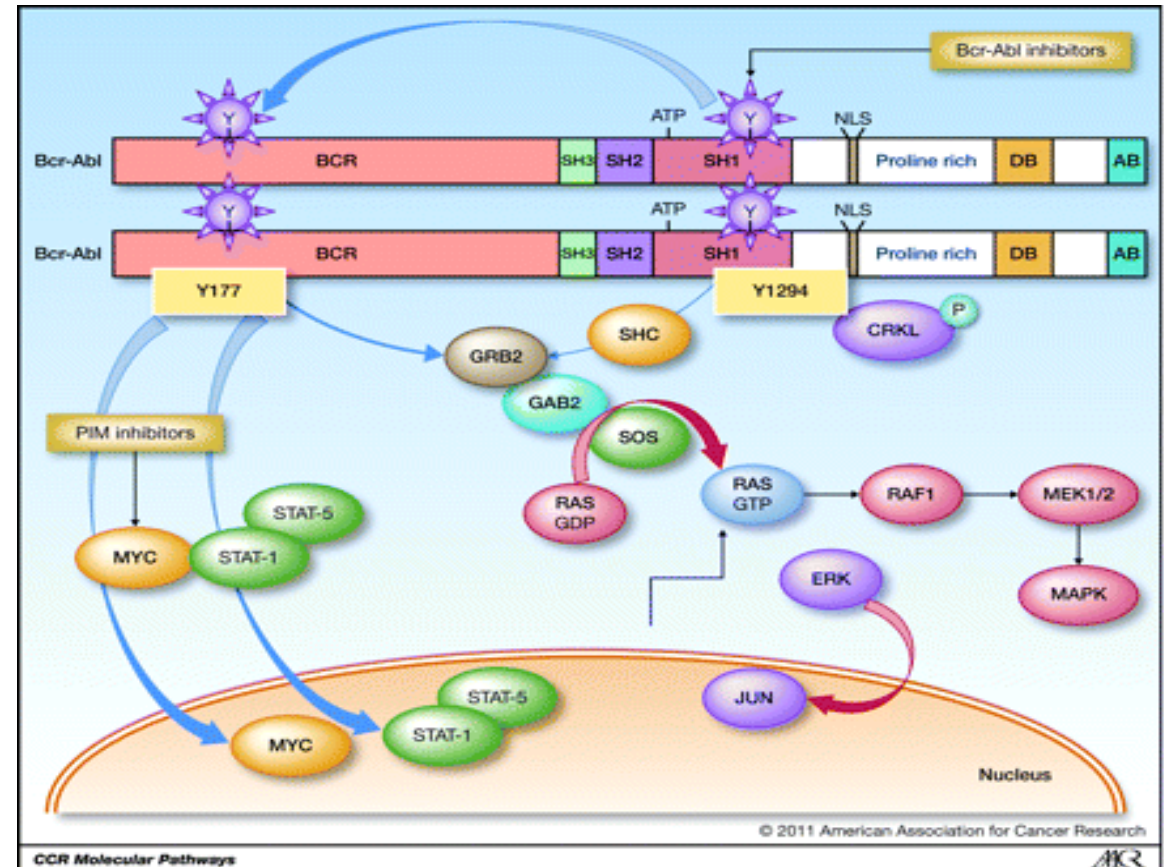 Bcr-Abl inhibitors
Y
Y
ATP
NLS
Bcr-Abl
BCR
SH3
SH2
SH1
Proline rich
DB
AB
Y
Y
ATP
NLS
Bcr-Abl
BCR
SH3
SH2
SH1
Proline rich
DB
AB
Y177
Y1294
P
CRKL
SHC
GRB2
GAB2
SOS
PIM inhibitors
RAS
GDP
RAS
GTP
RAF1
MEK1/2
MAPK
ERK
STAT-5
STAT-1
MYC
JUN
STAT-5
STAT-1
MYC
Nucleus
© 2011 American Association for Cancer Research
CCR Molecular Pathways
AACR